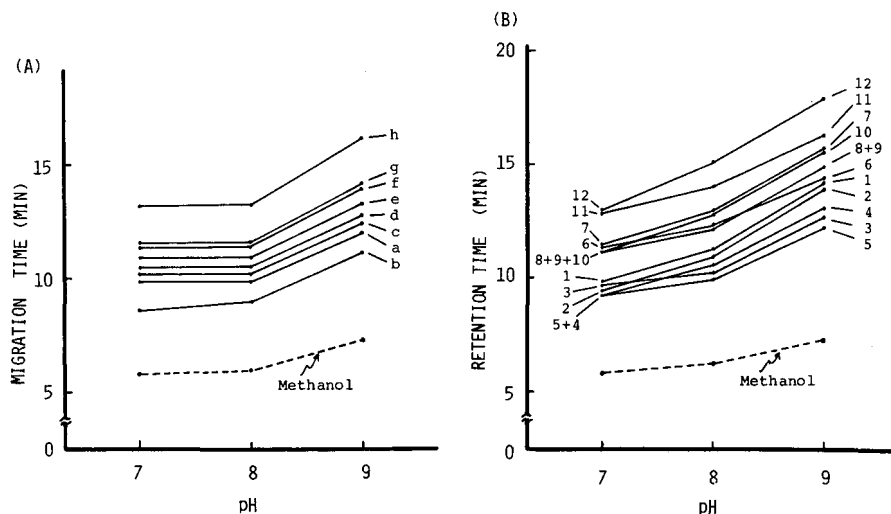 (A)
MIGRATION TIME (MIN)
15
10
5
0
7
8
9
pH
h
g
f
e
d
c
a
b
Methanol
(B)
RETENTION TIME (MIN)
20
15
10
5
0
7
8
9
pH
12
11
7
6
8+9+10
1
3
2
5+4
12
11
7
10
8+9
6
1
2
4
3
5
Methanol